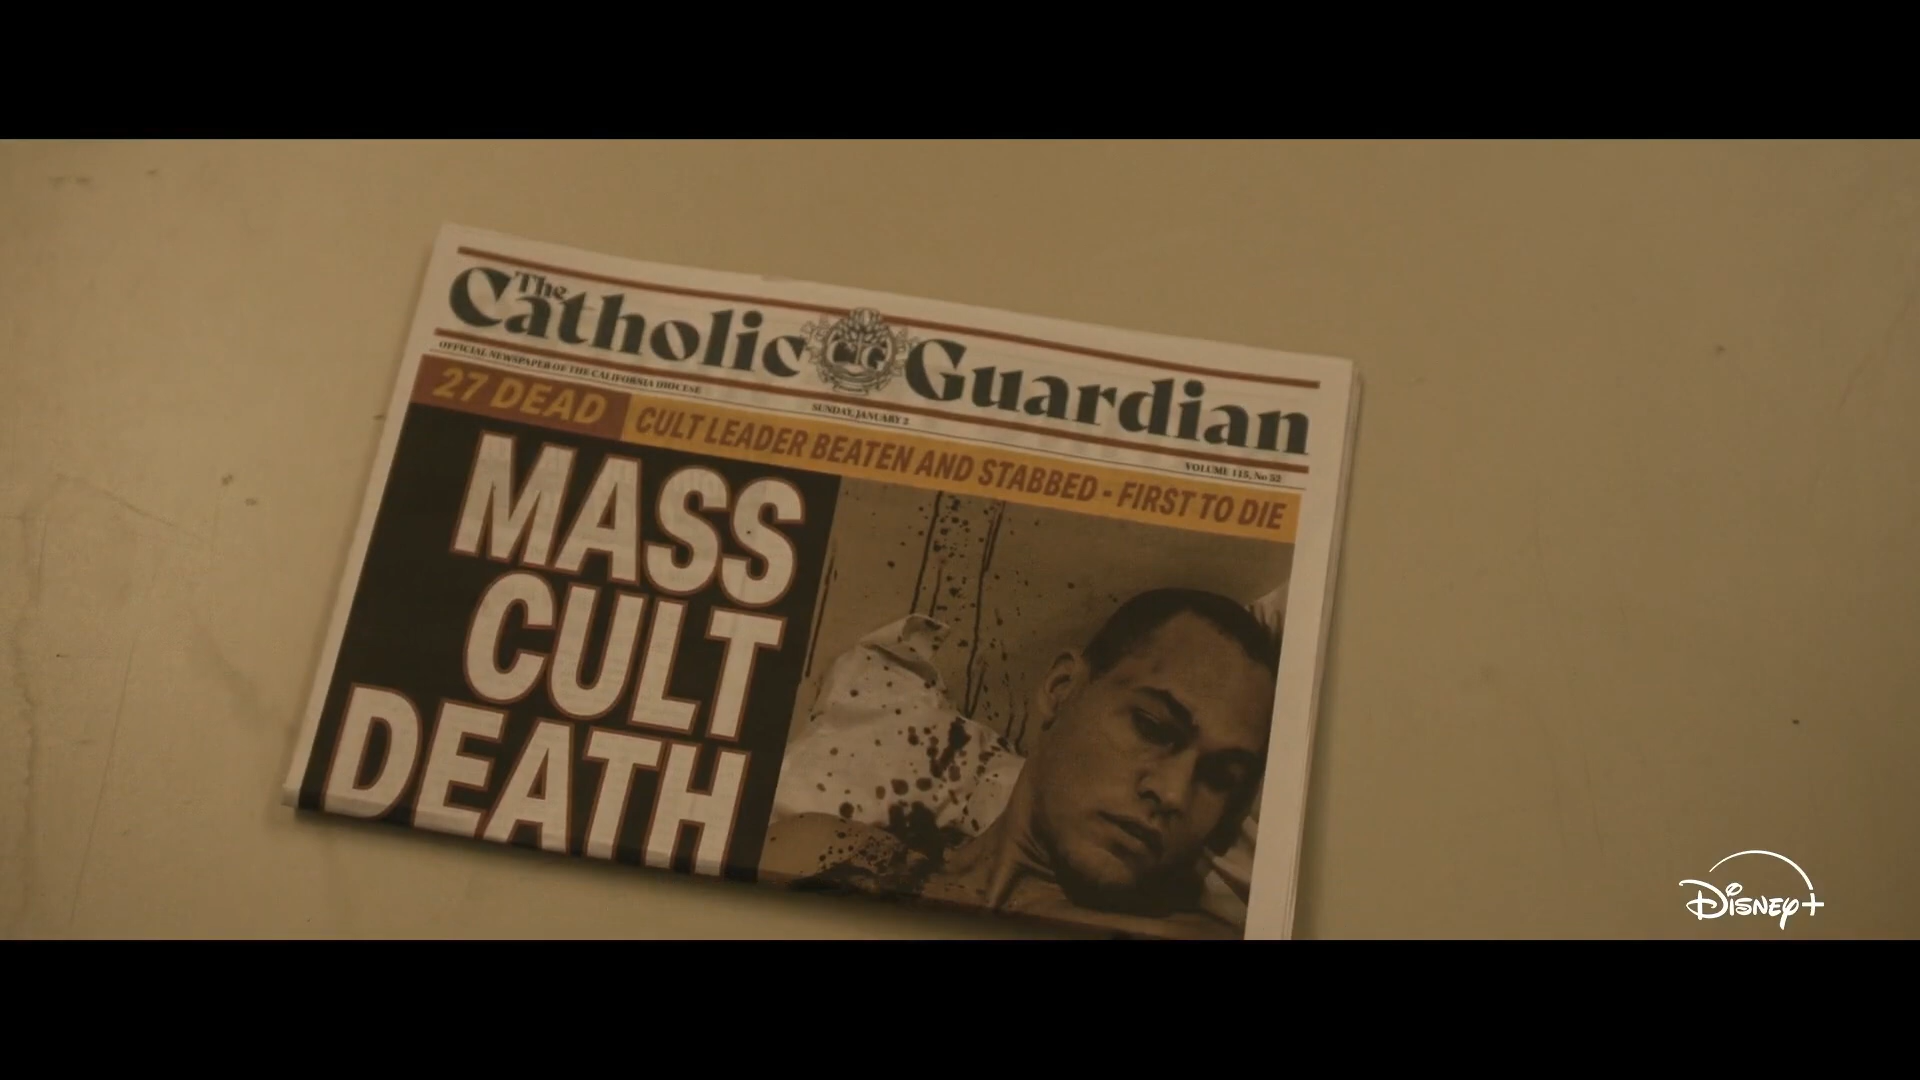 The
Catholic Guardian
OFFICIAL NEWSPAPER OF THE CALIFORNIA DIOCESE
SUNDAY, JANUARY 2
VOLUME 115, No 52
27 DEAD
CULT LEADER BEATEN AND STABBED - FIRST TO DIE
MASS
CULT
DEATH
Disney+